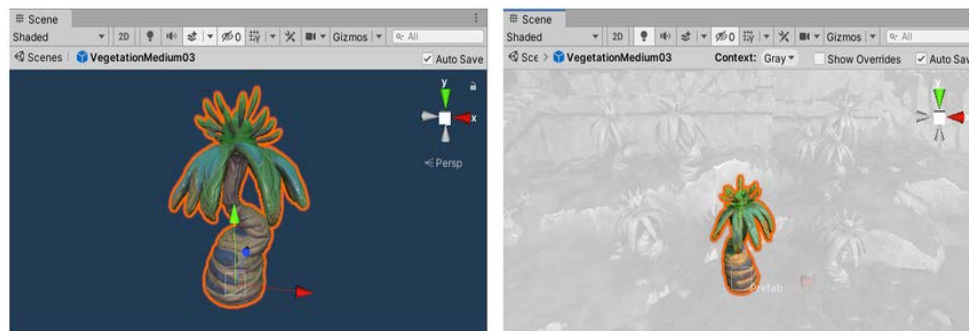 Scene
Shaded 2D 0 Gizmos All
Scenes VegetationMedium03 Auto Save
y
x
Persp
Scene
Shaded 2D 0 Gizmos All
Sce VegetationMedium03 Context: Gray Show Overrides Auto Sav
y
Prefab